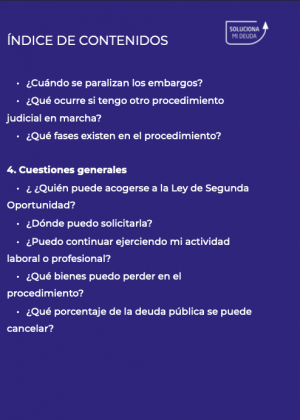 ÍNDICE DE CONTENIDOS
SOLUCIONA
MI DEUDA
• ¿Cuándo se paralizan los embargos?
• ¿Qué ocurre si tengo otro procedimiento
judicial en marcha?
• ¿Qué fases existen en el procedimiento?
4. Cuestiones generales
• ¿ ¿Quién puede acogerse a la Ley de Segunda
Oportunidad?
• ¿Dónde puedo solicitarla?
• ¿Puedo continuar ejerciendo mi actividad
laboral o profesional?
• ¿Qué bienes puedo perder en el
procedimiento?
• ¿Qué porcentaje de la deuda pública se puede
cancelar?